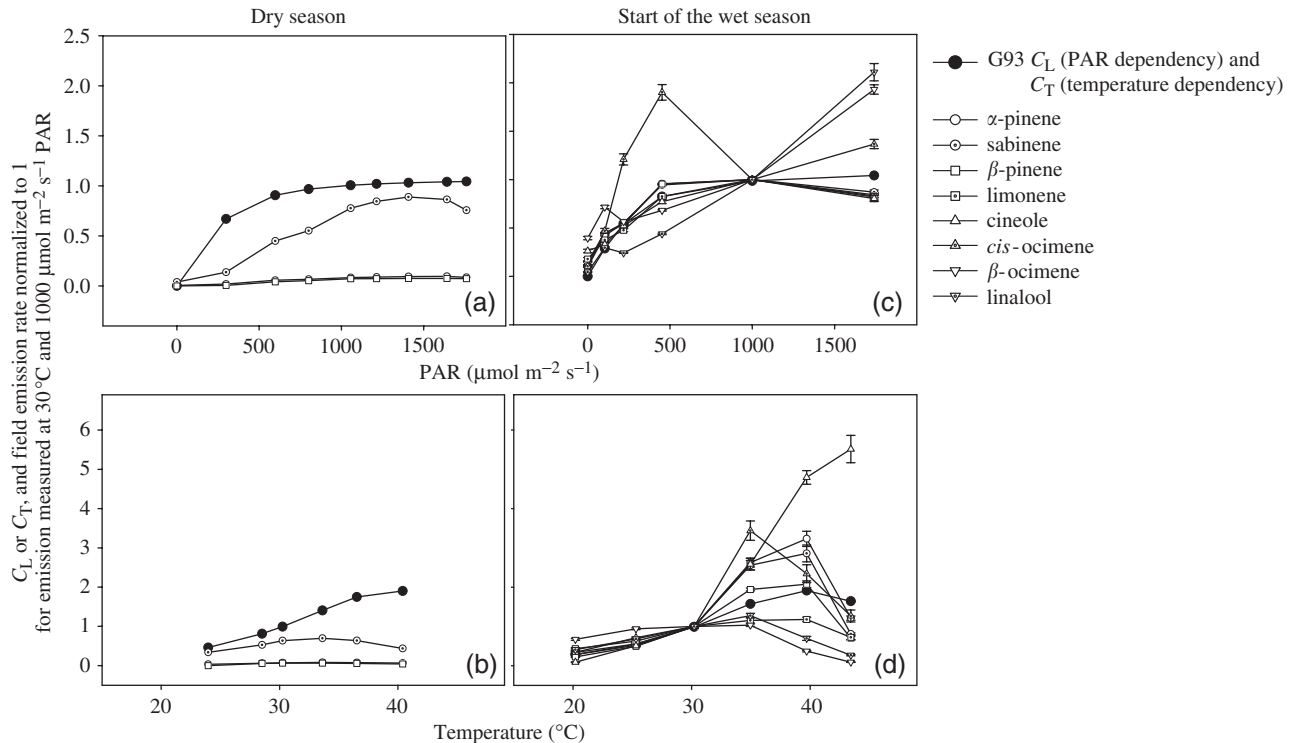 Dry season
Start of the wet season
C_L or C_T, and field emission rate normalized to 1
for emission measured at 30 °C and 1000 μmol m⁻² s⁻¹ PAR
2.5
2.0
1.5
1.0
0.5
0.0
(a)
(c)
0 500 1000 1500
0 500 1000 1500
PAR (μmol m⁻² s⁻¹)
G93 C_L (PAR dependency) and
C_T (temperature dependency)
α-pinene
sabinene
β-pinene
limonene
cineole
cis-ocimene
β-ocimene
linalool
6
5
4
3
2
1
0
(b)
(d)
20 30 40
20 30 40
Temperature (°C)